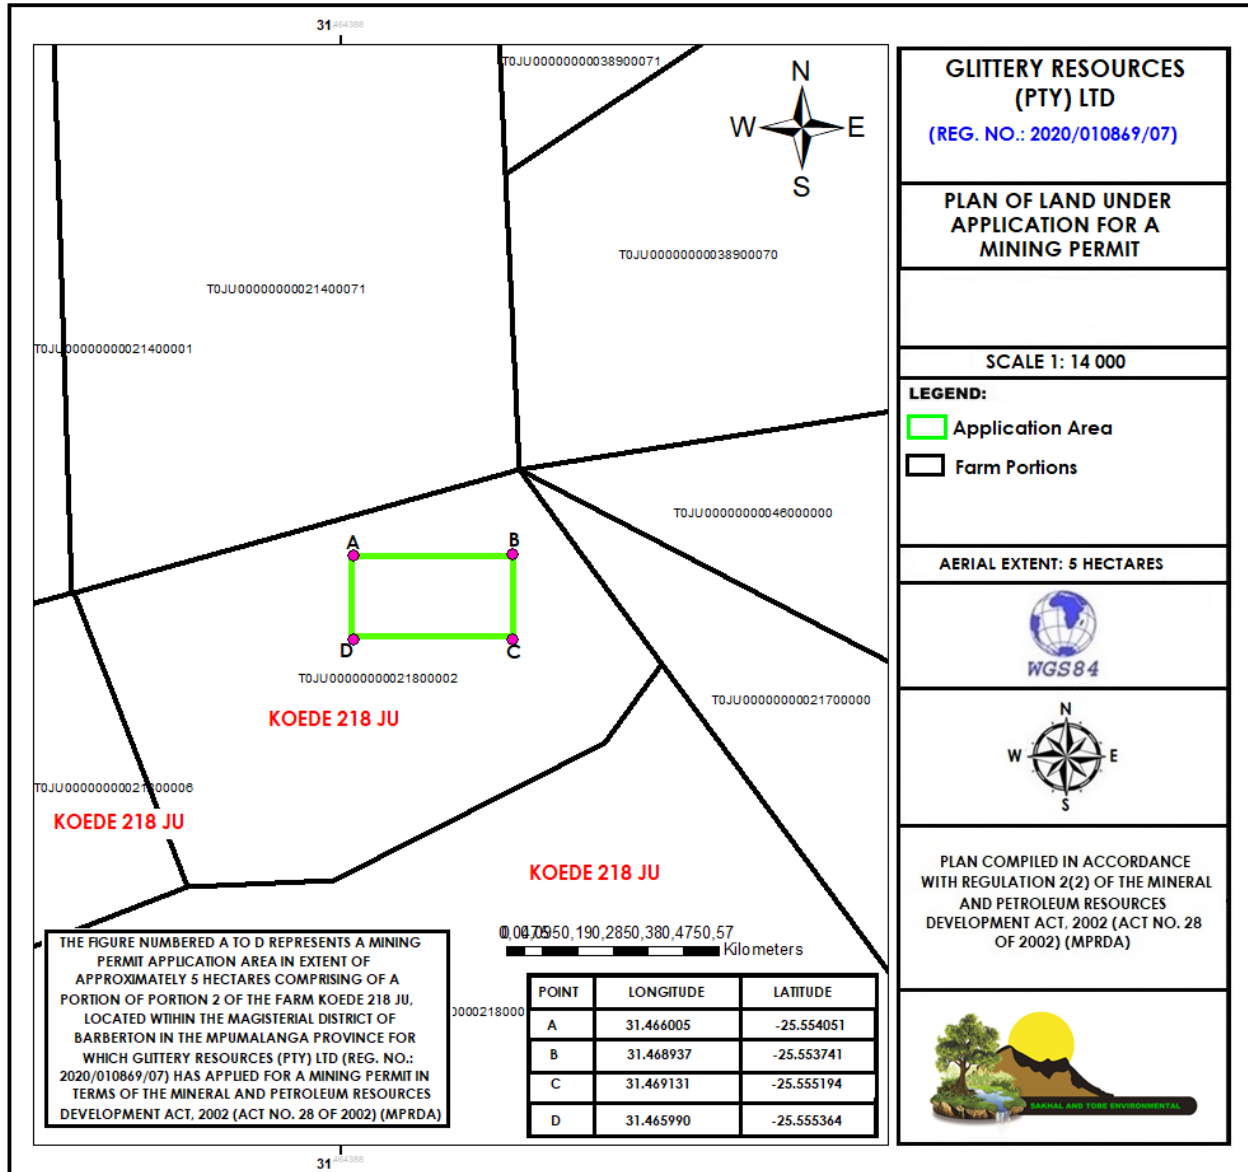 31.464388
T0JU00000000038900071
N
W E
S
T0JU00000000038900070
T0JU00000000021400071
T0JU00000000021400001
T0JU00000000046000000
A
B
D
C
T0JU00000000021800002
KOEDE 218 JU
T0JU00000000021700000
KOEDE 218 JU
KOEDE 218 JU
Kilometers
THE FIGURE NUMBERED A TO D REPRESENTS A MINING
PERMIT APPLICATION AREA IN EXTENT OF
APPROXIMATELY 5 HECTARES COMPRISING OF A
PORTION OF PORTION 2 OF THE FARM KOEDE 218 JU,
LOCATED WTIHIN THE MAGISTERIAL DISTRICT OF
BARBERTON IN THE MPUMALANGA PROVINCE FOR
WHICH GLITTERY RESOURCES (PTY) LTD (REG. NO.:
2020/010869/07) HAS APPLIED FOR A MINING PERMIT IN
TERMS OF THE MINERAL AND PETROLEUM RESOURCES
DEVELOPMENT ACT, 2002 (ACT NO. 28 OF 2002) (MPRDA)
POINT LONGITUDE LATITUDE
A 31.466005 -25.554051
B 31.468937 -25.553741
C 31.469131 -25.555194
D 31.465990 -25.555364
31.464388
GLITTERY RESOURCES
(PTY) LTD
(REG. NO.: 2020/010869/07)
PLAN OF LAND UNDER
APPLICATION FOR A
MINING PERMIT
SCALE 1: 14 000
LEGEND:
Application Area
Farm Portions
AERIAL EXTENT: 5 HECTARES
WGS84
N
W E
S
PLAN COMPILED IN ACCORDANCE
WITH REGULATION 2(2) OF THE MINERAL
AND PETROLEUM RESOURCES
DEVELOPMENT ACT, 2002 (ACT NO. 28
OF 2002) (MPRDA)
SAKHAL AND TOBE ENVIRONMENTAL